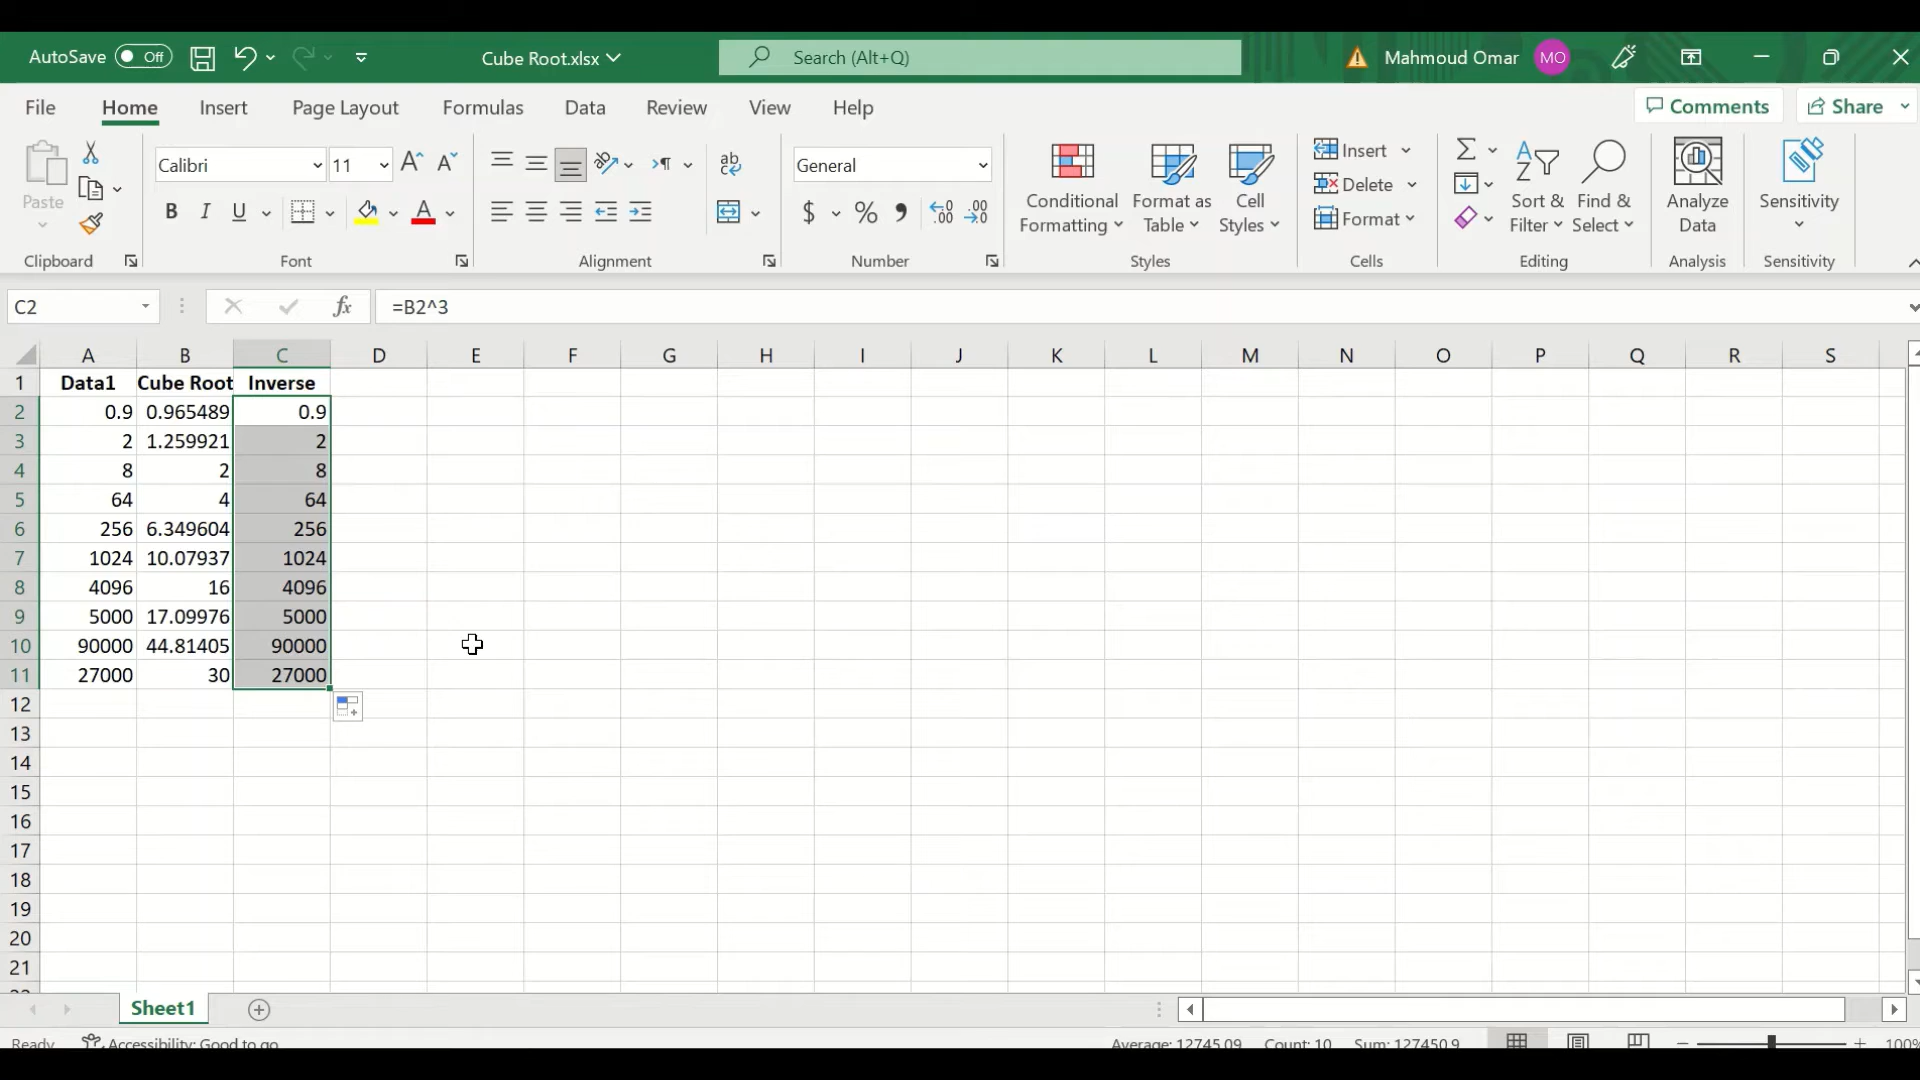 AutoSave Off Cube Root.xlsx Search (Alt+Q) Mahmoud Omar MO
File Home Insert Page Layout Formulas Data Review View Help Comments Share
Paste Calibri 11 General Conditional Formatting Format as Table Cell Styles Insert Delete Format Sort & Filter Find & Select Analyze Data Sensitivity
Clipboard Font Alignment Number Styles Cells Editing Analysis Sensitivity
C2 fx =B2^3
A B C D E F G H I J K L M N O P Q R S
1 Data1 Cube Root Inverse
2 0.9 0.965489 0.9
3 2 1.259921 2
4 8 2 8
5 64 4 64
6 256 6.349604 256
7 1024 10.07937 1024
8 4096 16 4096
9 5000 17.09976 5000
10 90000 44.81405 90000
11 27000 30 27000
12
13
14
15
16
17
18
19
20
21
Sheet1
Ready Accessibility: Good to go Average: 12745.09 Count: 10 Sum: 127450.9 100%